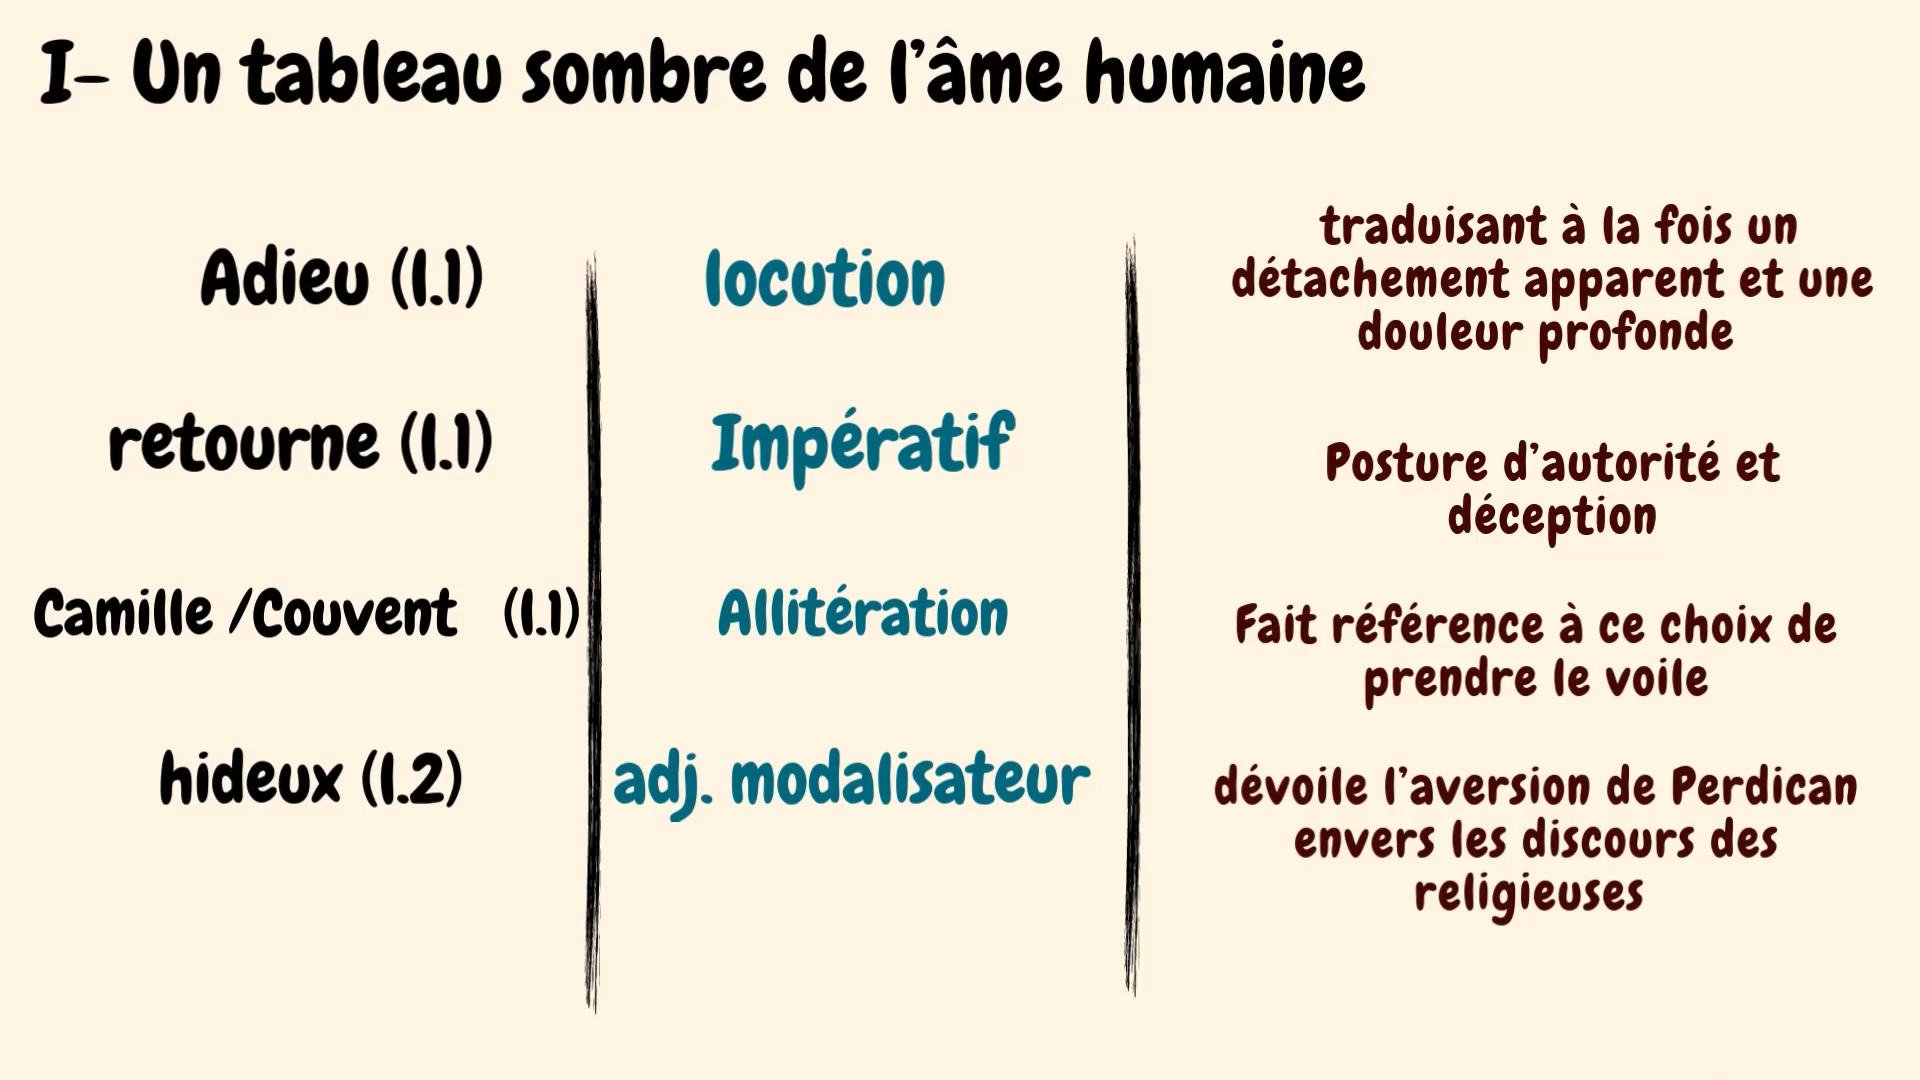 I- Un tableau sombre de l’âme humaine
Adieu (l.1)
locution
traduisant à la fois un
détachement apparent et une
douleur profonde
retourne (l.1)
Impératif
Posture d’autorité et
déception
Camille /Couvent (l.1)
Allitération
Fait référence à ce choix de
prendre le voile
hideux (l.2)
adj. modalisateur
dévoile l’aversion de Perdican
envers les discours des
religieuses